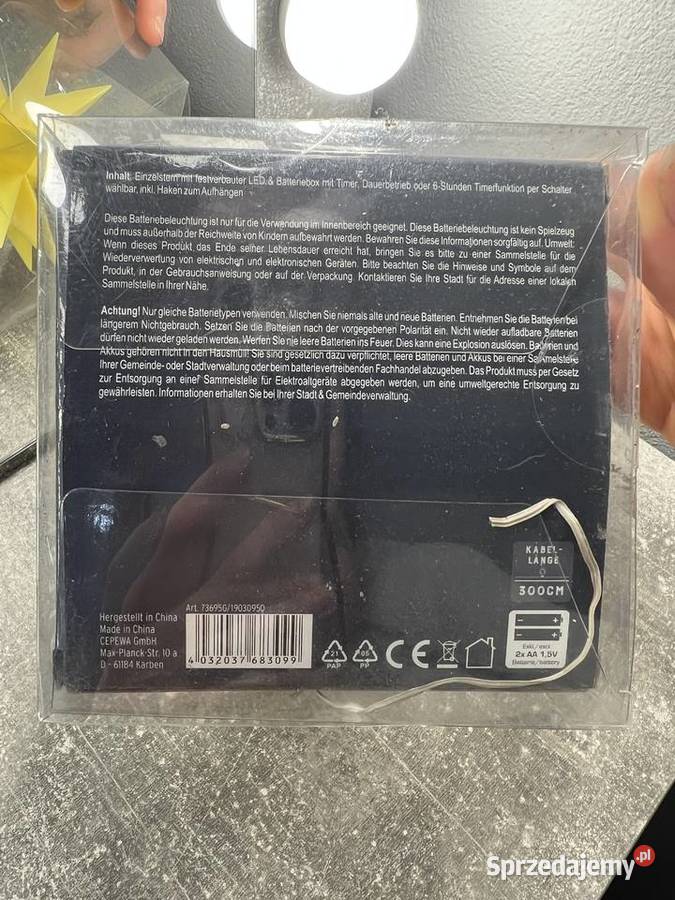 Inhalt: Einzelstern mit festverbauter LED & Batteriebox mit Timer, Dauerbetrieb oder 6-Stunden Timerfunktion per Schalter
wählbar, inkl. Haken zum Aufhängen
Diese Batteriebeleuchtung ist nur für die Verwendung im Innenbereich geeignet. Diese Batteriebeleuchtung ist kein Spielzeug
und muss außerhalb der Reichweite von Kindern aufbewahrt werden. Bewahren Sie diese Informationen sorgfältig auf. Umwelt:
Wenn dieses Produkt das Ende seiner Lebensdauer erreicht hat, bringen Sie es bitte zu einer Sammelstelle für die
Wiederverwertung von elektrischen und elektronischen Geräten. Bitte beachten Sie die Hinweise und Symbole auf dem
Produkt, in der Gebrauchsanweisung oder auf der Verpackung. Kontaktieren Sie Ihre Stadt für die Adresse einer lokalen
Sammelstelle in Ihrer Nähe.
Achtung! Nur gleiche Batterietypen verwenden. Mischen Sie niemals alte und neue Batterien. Entnehmen Sie die Batterien bei
längerem Nichtgebrauch. Setzen Sie die Batterien nach der vorgegebenen Polarität ein. Nicht wieder aufladbare Batterien
dürfen nicht wieder geladen werden. Werfen Sie nie leere Batterien ins Feuer. Dies kann eine Explosion auslösen. Batterien und
Akkus gehören nicht in den Hausmüll! Sie sind gesetzlich dazu verpflichtet, leere Batterien und Akkus bei einer Sammelstelle
Ihrer Gemeinde- oder Stadtverwaltung oder beim batterievertreibenden Fachhandel abzugeben. Das Produkt muss per Gesetz
zur Entsorgung an einer Sammelstelle für Elektroaltgeräte abgegeben werden, um eine umweltgerechte Entsorgung zu
gewährleisten. Informationen erhalten Sie bei Ihrer Stadt & Gemeindeverwaltung.
KABEL-
LÄNGE
300CM
Hergestellt in China
Made in China
CEPEWA GmbH
Max-Planck-Str. 10 a
D - 61184 Karben
Art. 73695G/19030950
4 032037 683099
21
PAP
05
PP
CE
Exkl./excl.
2x AA 1,5V
Batterie/battery
Sprzedajemy.pl